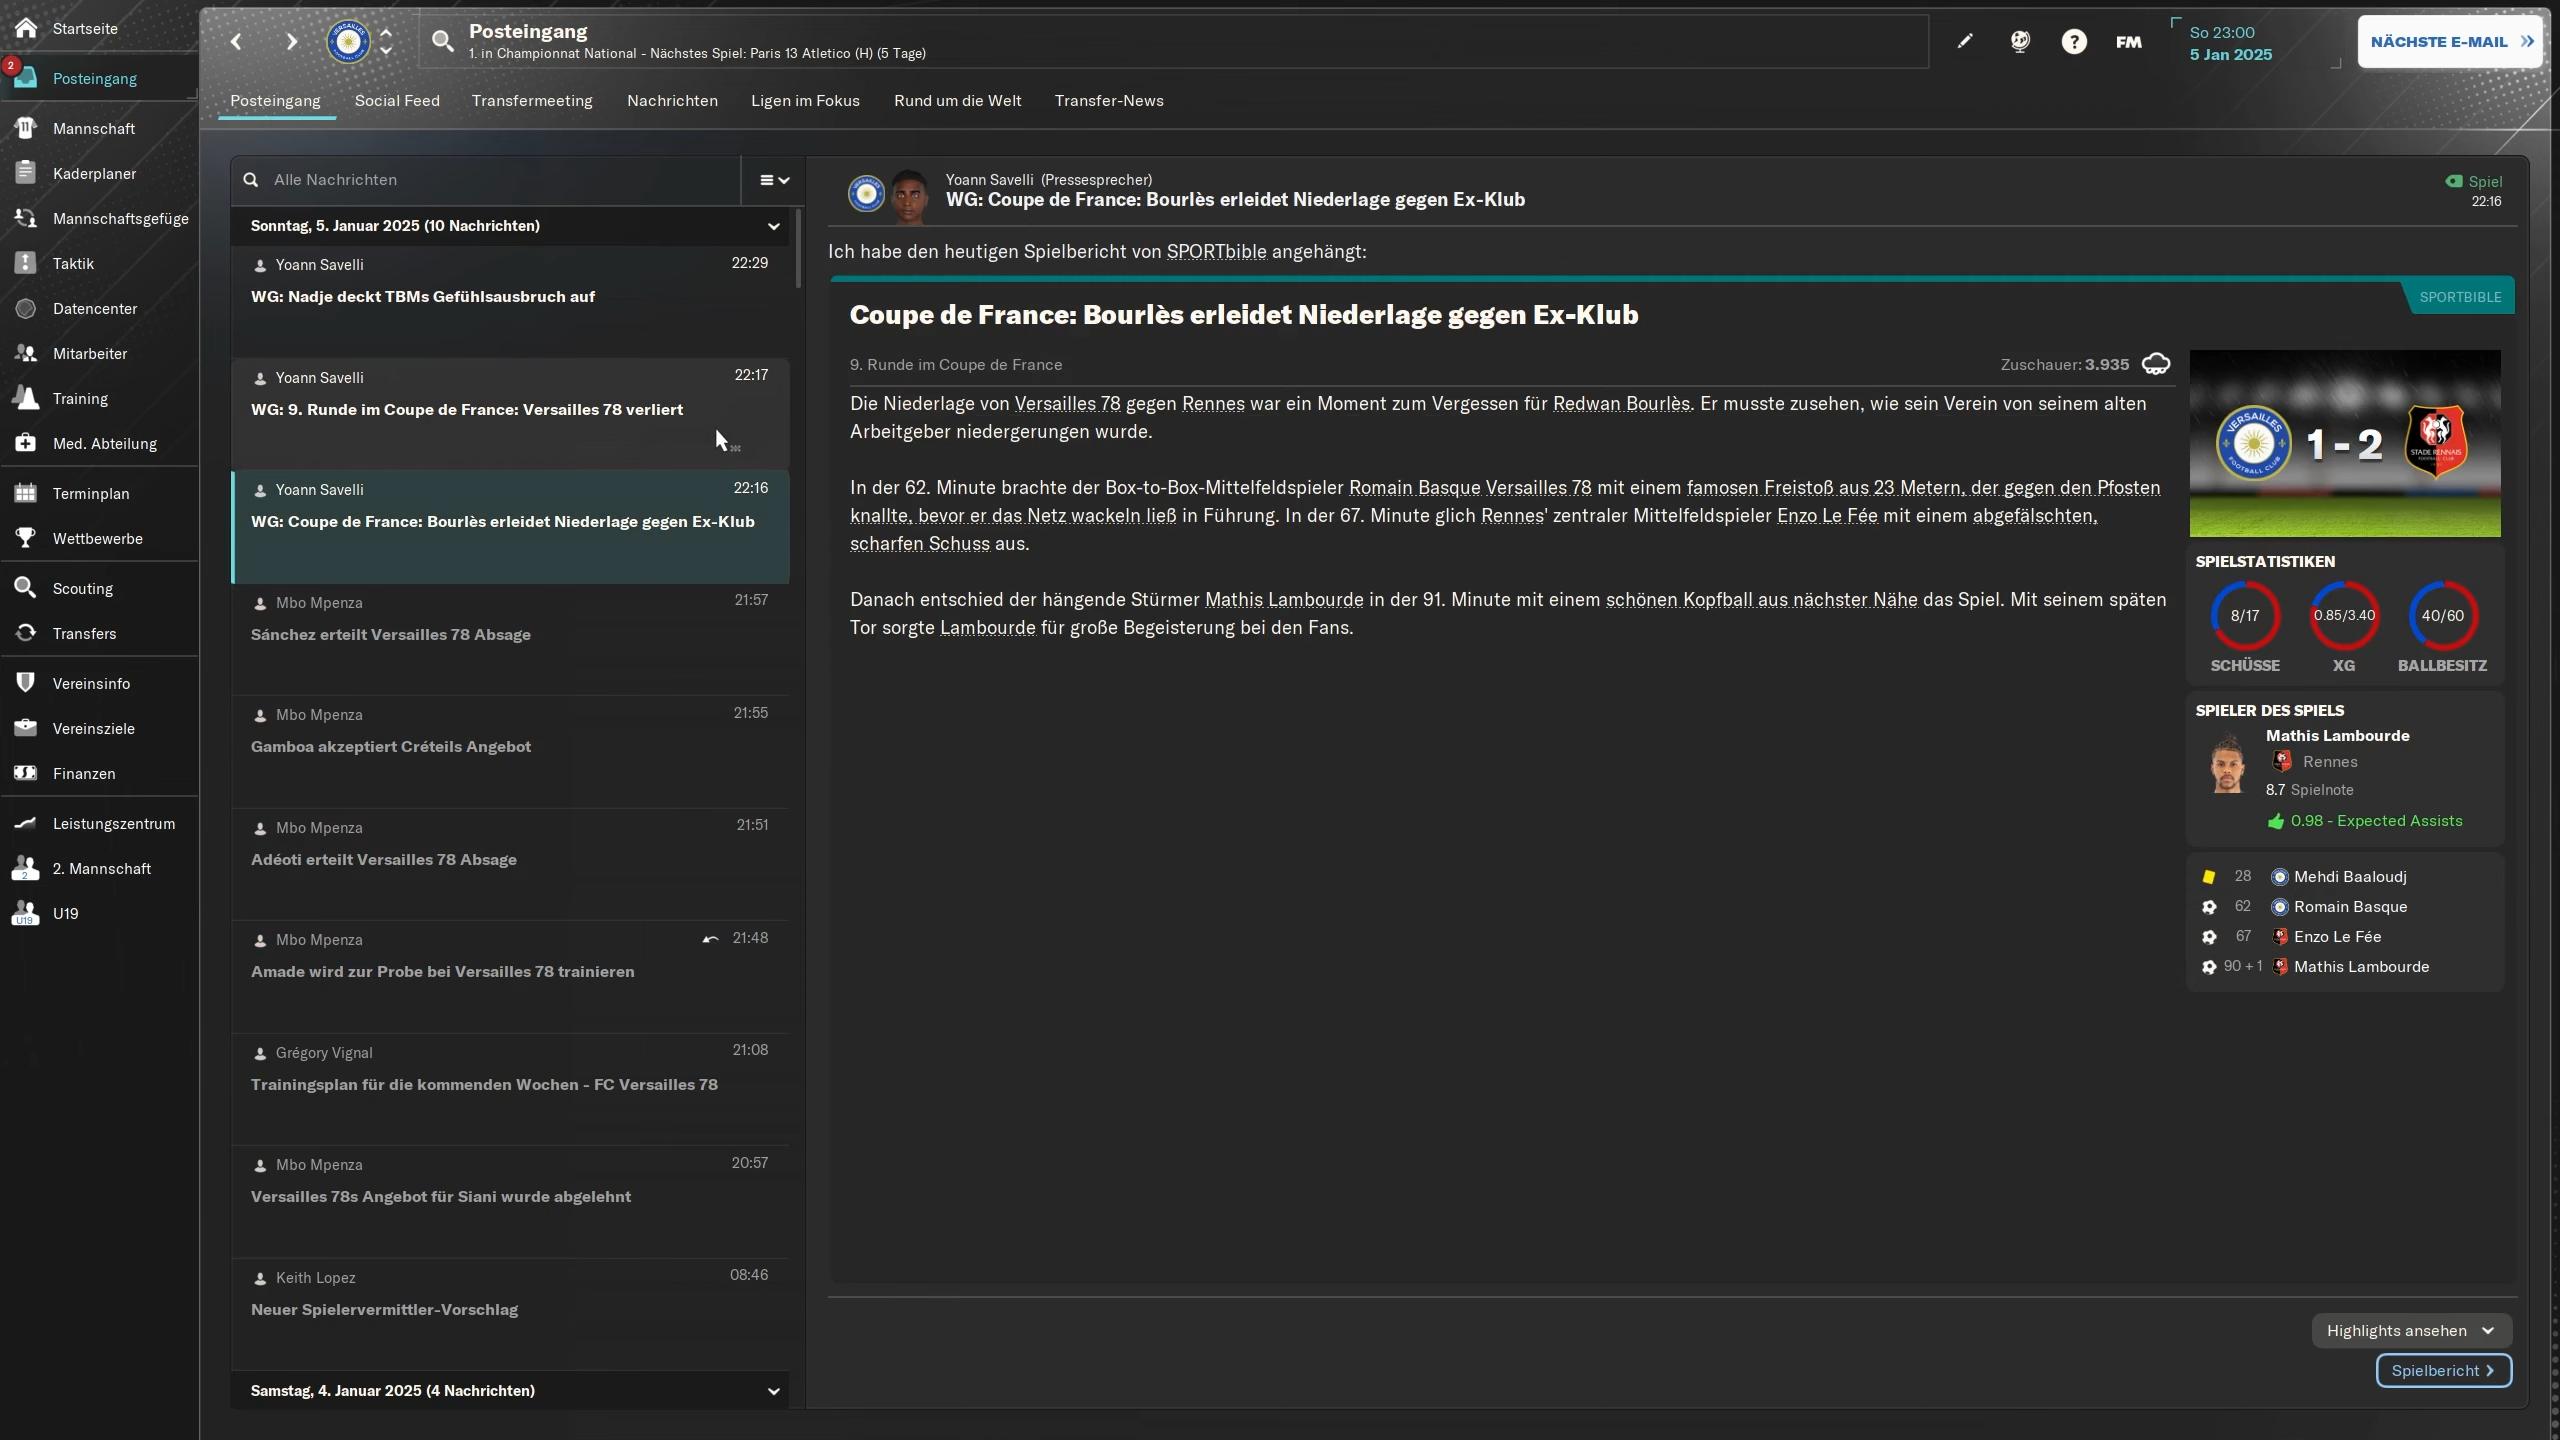 Startseite
2
Posteingang
Mannschaft
Kaderplaner
Mannschaftsgefüge
Taktik
Datencenter
Mitarbeiter
Training
Med. Abteilung
Terminplan
Wettbewerbe
Scouting
Transfers
Vereinsinfo
Vereinsziele
Finanzen
Leistungszentrum
2. Mannschaft
U19
Posteingang
1. in Championnat National - Nächstes Spiel: Paris 13 Atletico (H) (5 Tage)
FM
So 23:00
5 Jan 2025
NÄCHSTE E-MAIL
Posteingang Social Feed Transfermeeting Nachrichten Ligen im Fokus Rund um die Welt Transfer-News
Alle Nachrichten
Sonntag, 5. Januar 2025 (10 Nachrichten)
Yoann Savelli 22:29
WG: Nadje deckt TBMs Gefühlsausbruch auf
Yoann Savelli 22:17
WG: 9. Runde im Coupe de France: Versailles 78 verliert
Yoann Savelli 22:16
WG: Coupe de France: Bourlès erleidet Niederlage gegen Ex-Klub
Mbo Mpenza 21:57
Sánchez erteilt Versailles 78 Absage
Mbo Mpenza 21:55
Gamboa akzeptiert Créteils Angebot
Mbo Mpenza 21:51
Adéoti erteilt Versailles 78 Absage
Mbo Mpenza 21:48
Amade wird zur Probe bei Versailles 78 trainieren
Grégory Vignal 21:08
Trainingsplan für die kommenden Wochen - FC Versailles 78
Mbo Mpenza 20:57
Versailles 78s Angebot für Siani wurde abgelehnt
Keith Lopez 08:46
Neuer Spielervermittler-Vorschlag
Samstag, 4. Januar 2025 (4 Nachrichten)
Yoann Savelli (Pressesprecher)
WG: Coupe de France: Bourlès erleidet Niederlage gegen Ex-Klub
Spiel
22:16
Ich habe den heutigen Spielbericht von SPORTbible angehängt:
SPORTBIBLE
Coupe de France: Bourlès erleidet Niederlage gegen Ex-Klub
9. Runde im Coupe de France Zuschauer: 3.935
Die Niederlage von Versailles 78 gegen Rennes war ein Moment zum Vergessen für Redwan Bourlès. Er musste zusehen, wie sein Verein von seinem alten
Arbeitgeber niedergerungen wurde.
In der 62. Minute brachte der Box-to-Box-Mittelfeldspieler Romain Basque Versailles 78 mit einem famosen Freistoß aus 23 Metern, der gegen den Pfosten
knallte, bevor er das Netz wackeln ließ in Führung. In der 67. Minute glich Rennes' zentraler Mittelfeldspieler Enzo Le Fée mit einem abgefälschten,
scharfen Schuss aus.
Danach entschied der hängende Stürmer Mathis Lambourde in der 91. Minute mit einem schönen Kopfball aus nächster Nähe das Spiel. Mit seinem späten
Tor sorgte Lambourde für große Begeisterung bei den Fans.
VERSAILLES
FOOTBALL CLUB
1 - 2
STADE RENNAIS
SPIELSTATISTIKEN
8/17 0.85/3.40 40/60
SCHÜSSE XG BALLBESITZ
SPIELER DES SPIELS
Mathis Lambourde
Rennes
8.7 Spielnote
0.98 - Expected Assists
28 Mehdi Baaloudj
62 Romain Basque
67 Enzo Le Fée
90 + 1 Mathis Lambourde
Highlights ansehen
Spielbericht